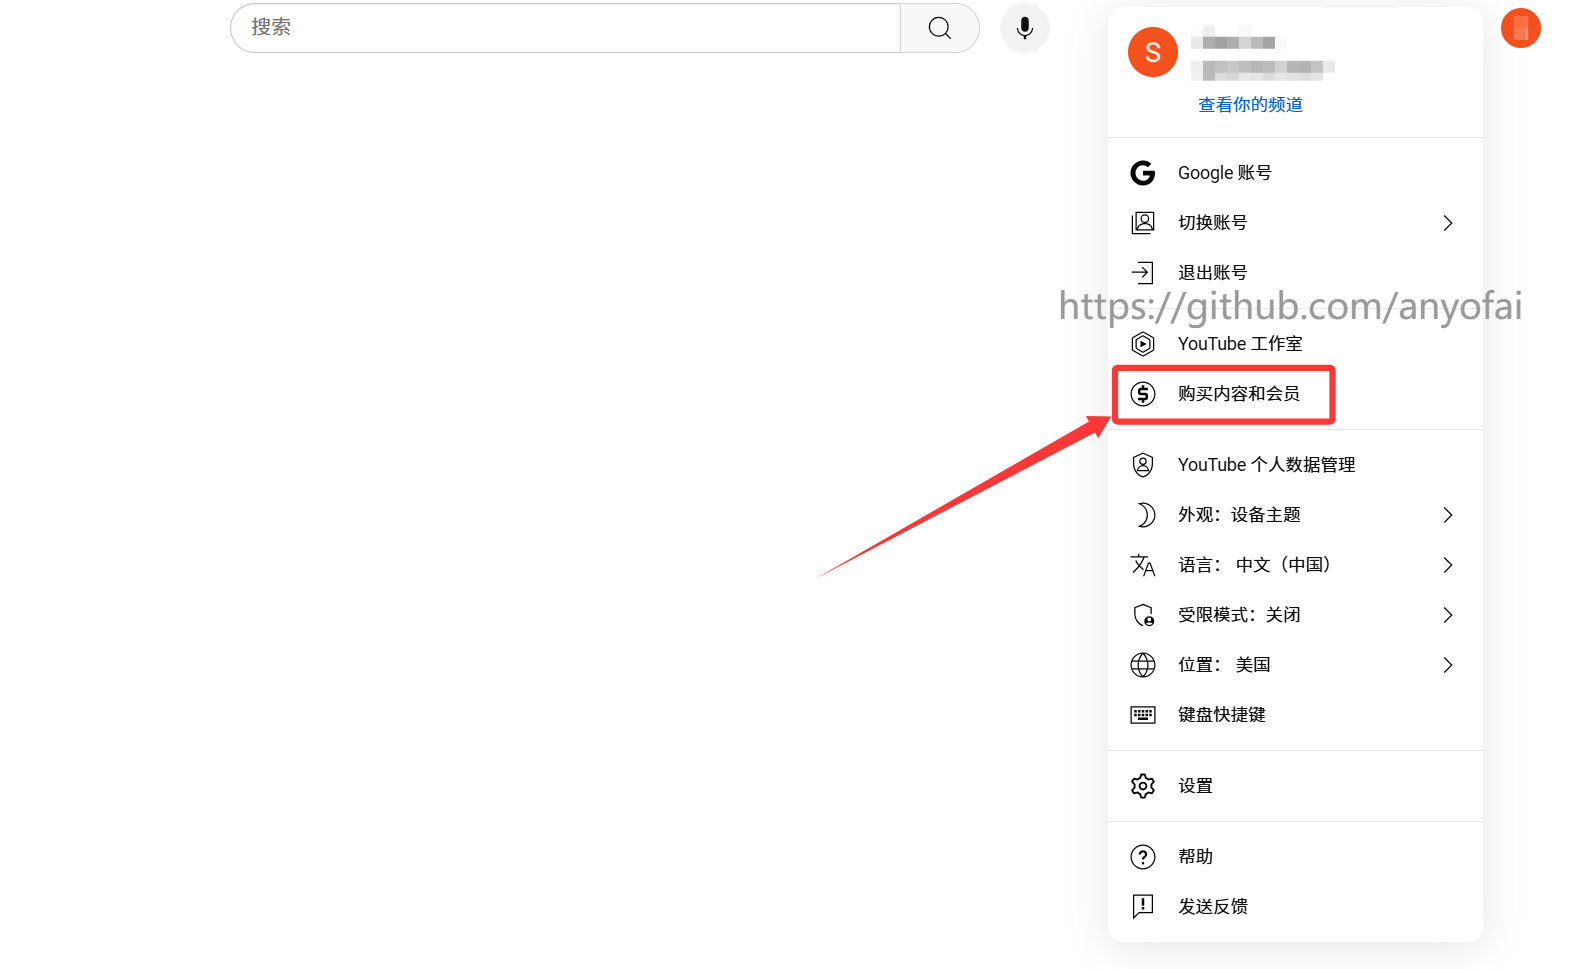 搜索
S
查看你的频道
Google 账号
切换账号
退出账号
https://github.com/anyofai
YouTube 工作室
购买内容和会员
YouTube 个人数据管理
外观：设备主题
语言： 中文（中国）
受限模式：关闭
位置： 美国
键盘快捷键
设置
帮助
发送反馈